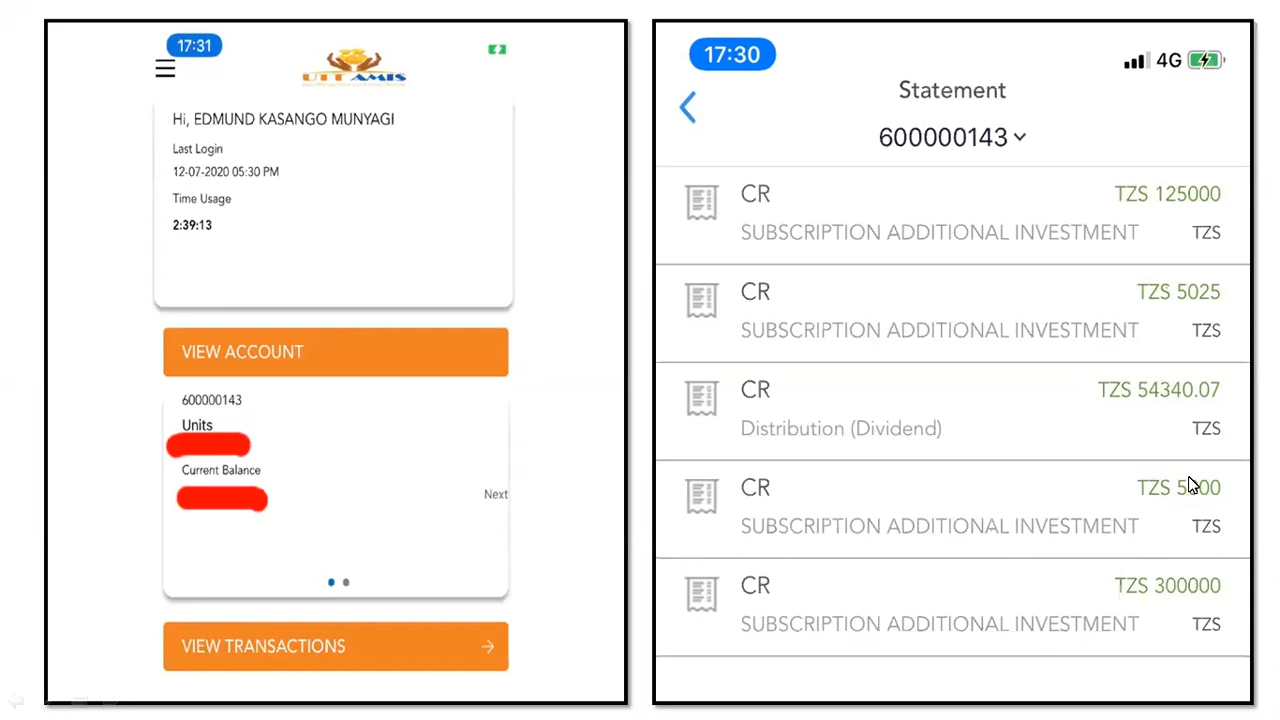 17:31
UTT AMIS
Hi, EDMUND KASANGO MUNYAGI
Last Login
12-07-2020 05:30 PM
Time Usage
2:39:13
VIEW ACCOUNT
600000143
Units
Current Balance
Next
VIEW TRANSACTIONS
17:30
4G
Statement
600000143
CR
TZS 125000
SUBSCRIPTION ADDITIONAL INVESTMENT
TZS
CR
TZS 5025
SUBSCRIPTION ADDITIONAL INVESTMENT
TZS
CR
TZS 54340.07
Distribution (Dividend)
TZS
CR
TZS
SUBSCRIPTION ADDITIONAL INVESTMENT
TZS
CR
TZS 300000
SUBSCRIPTION ADDITIONAL INVESTMENT
TZS